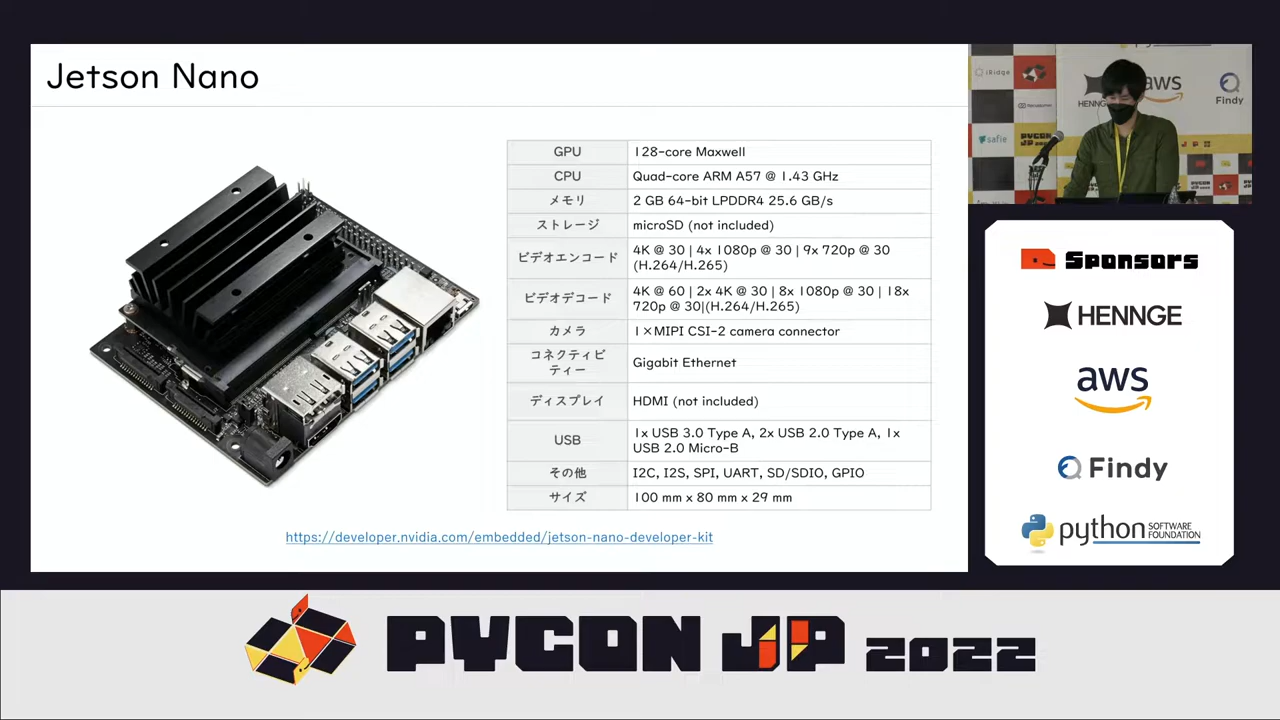 Jetson Nano
GPU 128-core Maxwell
CPU Quad-core ARM A57 @ 1.43 GHz
メモリ 2 GB 64-bit LPDDR4 25.6 GB/s
ストレージ microSD (not included)
ビデオエンコード 4K @ 30 | 4x 1080p @ 30 | 9x 720p @ 30
(H.264/H.265)
ビデオデコード 4K @ 60 | 2x 4K @ 30 | 8x 1080p @ 30 | 18x
720p @ 30|(H.264/H.265)
カメラ 1×MIPI CSI-2 camera connector
コネクティビ
ティー Gigabit Ethernet
ディスプレイ HDMI (not included)
USB 1x USB 3.0 Type A, 2x USB 2.0 Type A, 1x
USB 2.0 Micro-B
その他 I2C, I2S, SPI, UART, SD/SDIO, GPIO
サイズ 100 mm x 80 mm x 29 mm
https://developer.nvidia.com/embedded/jetson-nano-developer-kit
iRidge
HENNGE
aws
Findy
safie
PYCON
Sponsors
HENNGE
aws
Findy
python SOFTWARE
FOUNDATION
PYCON JP 2022